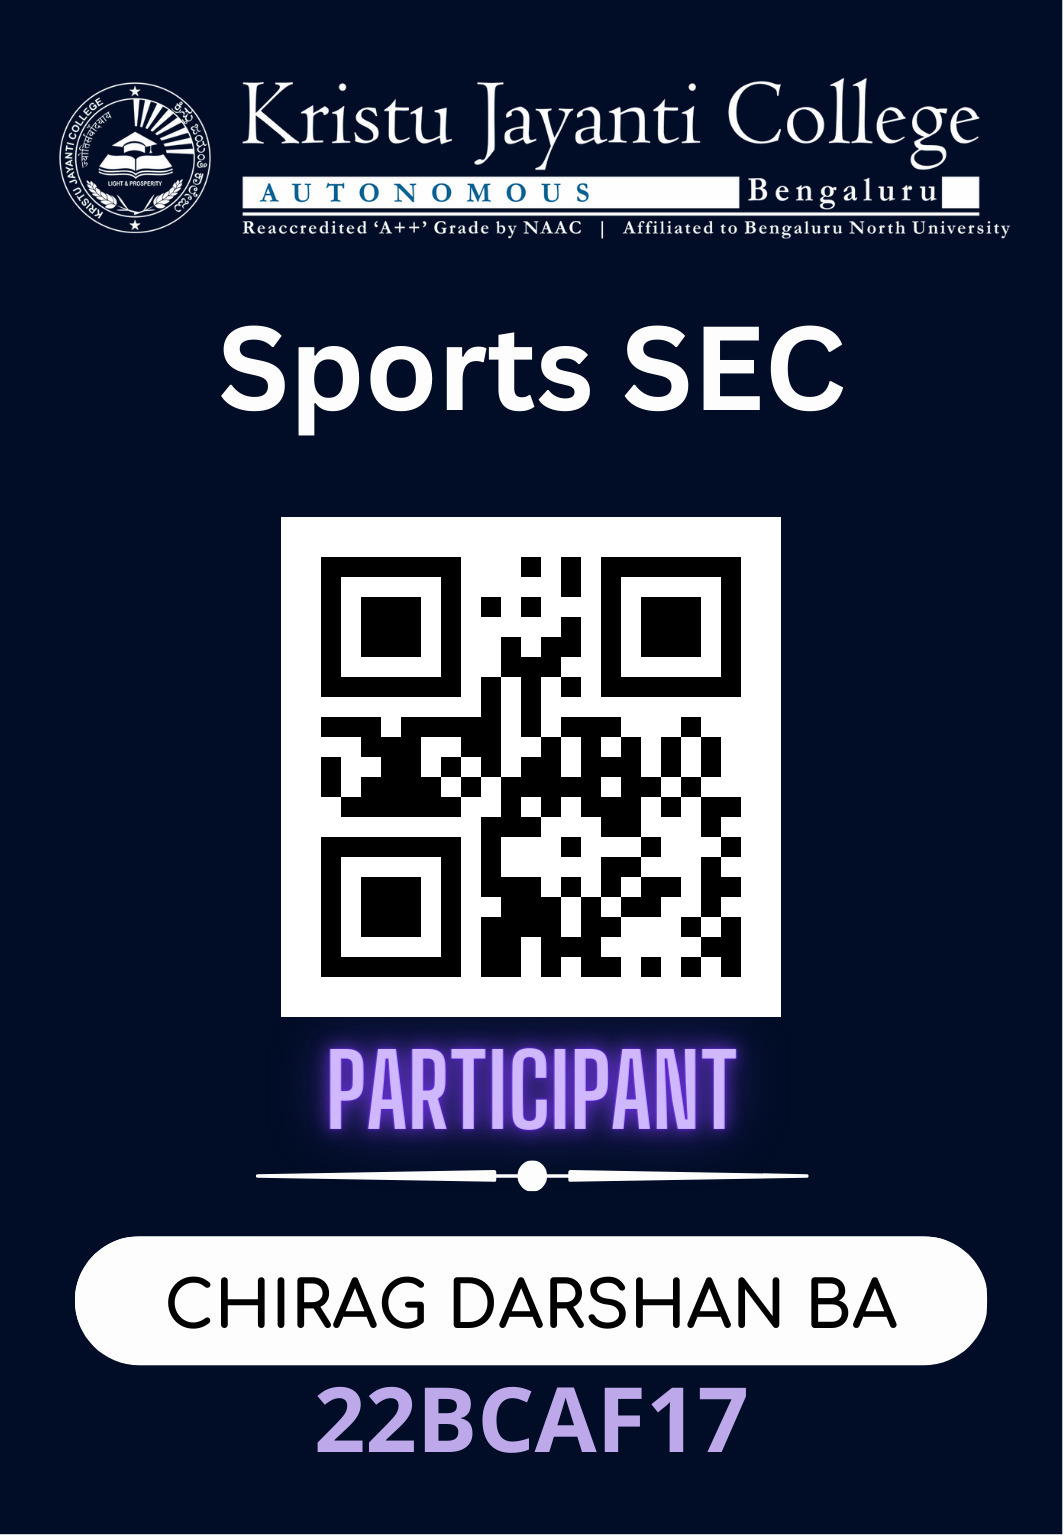 Kristu Jayanti College
AUTONOMOUS Bengaluru
Reaccredited ‘A++’ Grade by NAAC | Affiliated to Bengaluru North University
KRISTU JAYANTI COLLEGE
LIGHT & PROSPERITY
Sports SEC
PARTICIPANT
CHIRAG DARSHAN BA
22BCAF17